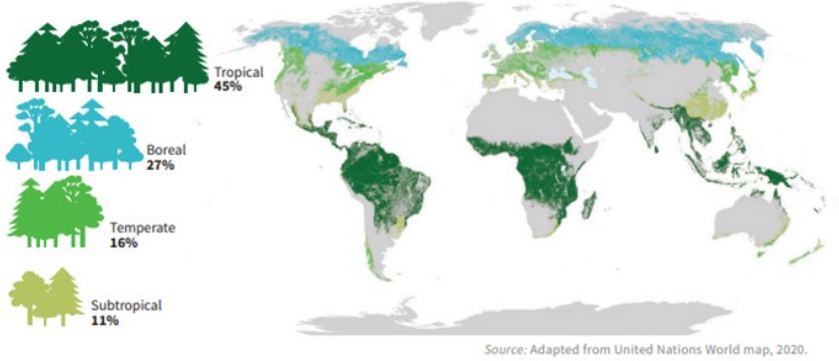 Tropical
45%
Boreal
27%
Temperate
16%
Subtropical
11%
Source: Adapted from United Nations World map, 2020.